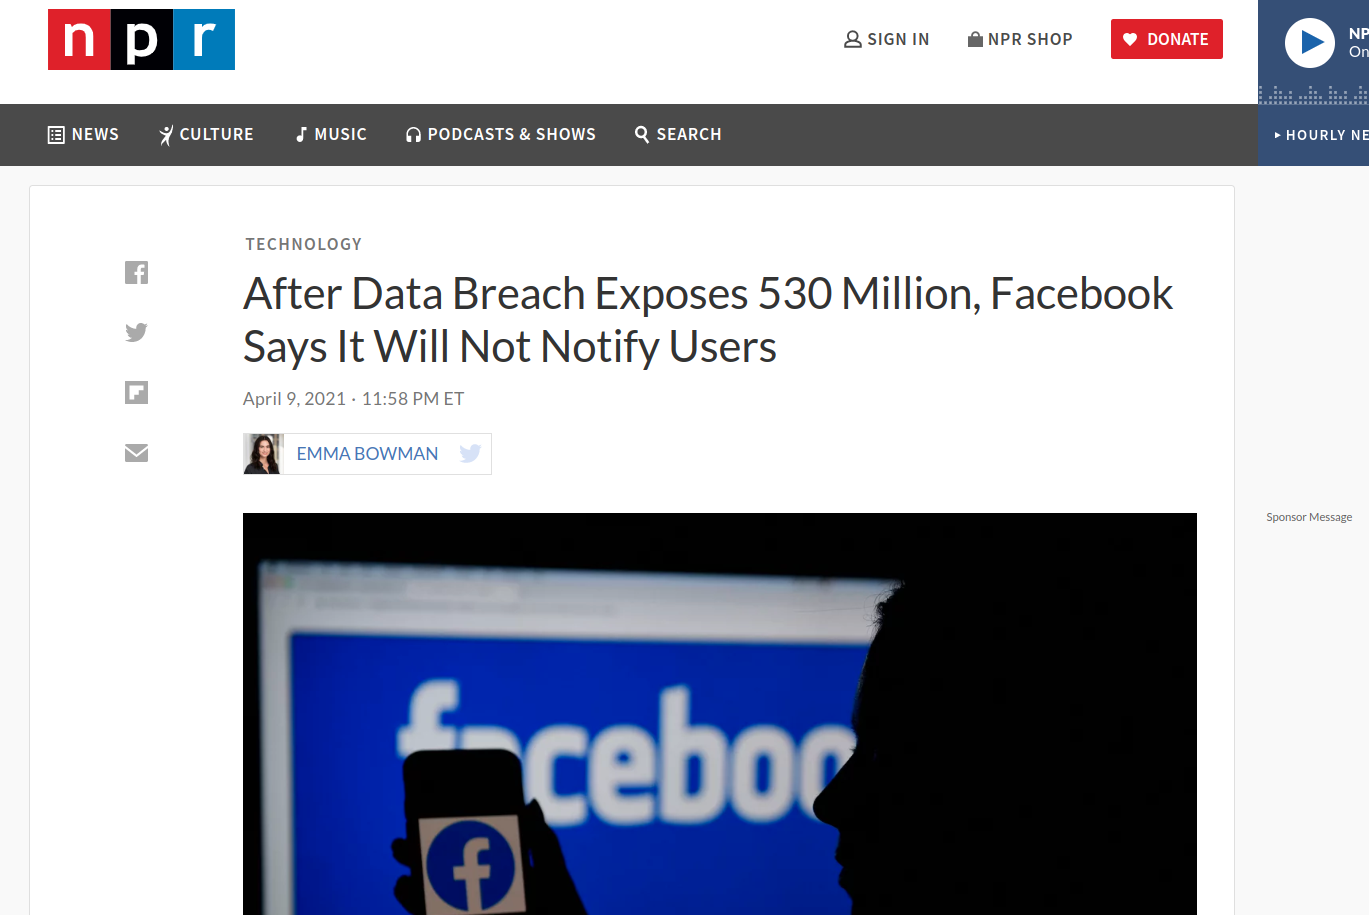 npr
SIGN IN
NPR SHOP
DONATE
NP
On
NEWS
CULTURE
MUSIC
PODCASTS & SHOWS
SEARCH
HOURLY NE
TECHNOLOGY
After Data Breach Exposes 530 Million, Facebook
Says It Will Not Notify Users
April 9, 2021 · 11:58 PM ET
EMMA BOWMAN
Sponsor Message
faceboo
f